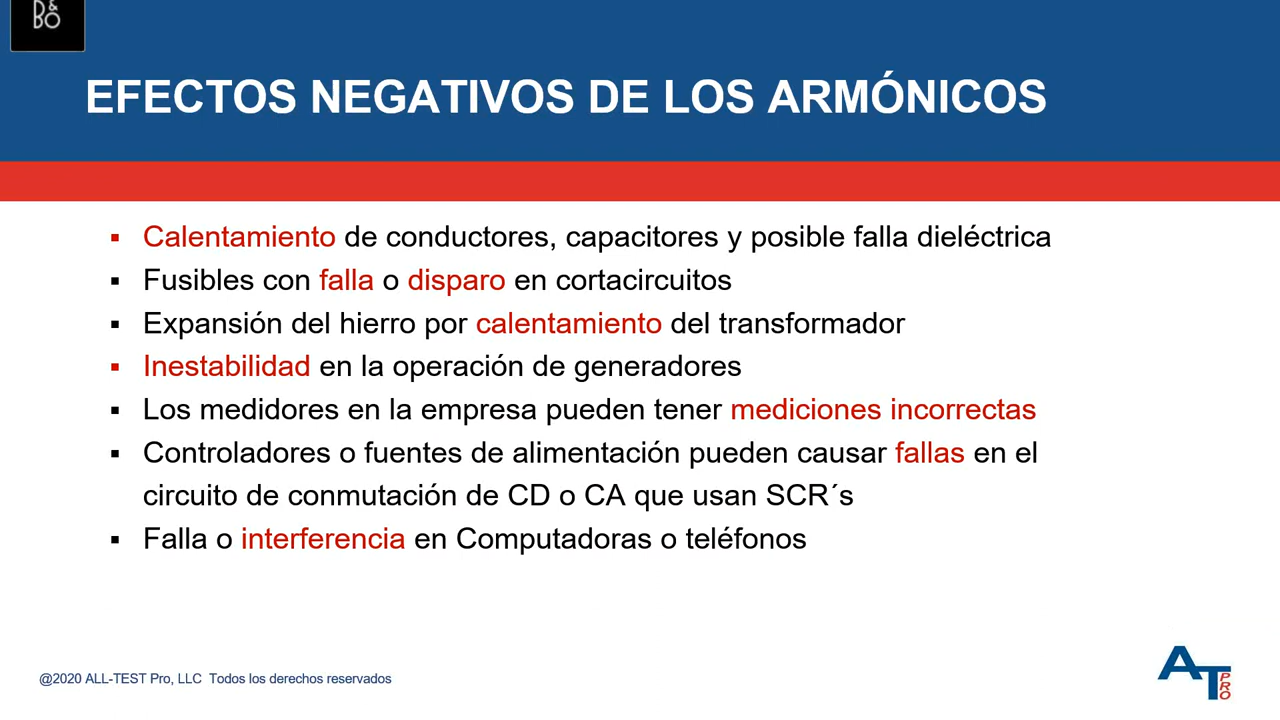 B&O
EFECTOS NEGATIVOS DE LOS ARMÓNICOS
▪ Calentamiento de conductores, capacitores y posible falla dieléctrica
▪ Fusibles con falla o disparo en cortacircuitos
▪ Expansión del hierro por calentamiento del transformador
▪ Inestabilidad en la operación de generadores
▪ Los medidores en la empresa pueden tener mediciones incorrectas
▪ Controladores o fuentes de alimentación pueden causar fallas en el
circuito de conmutación de CD o CA que usan SCR´s
▪ Falla o interferencia en Computadoras o teléfonos
@2020 ALL-TEST Pro, LLC Todos los derechos reservados
AT PRO